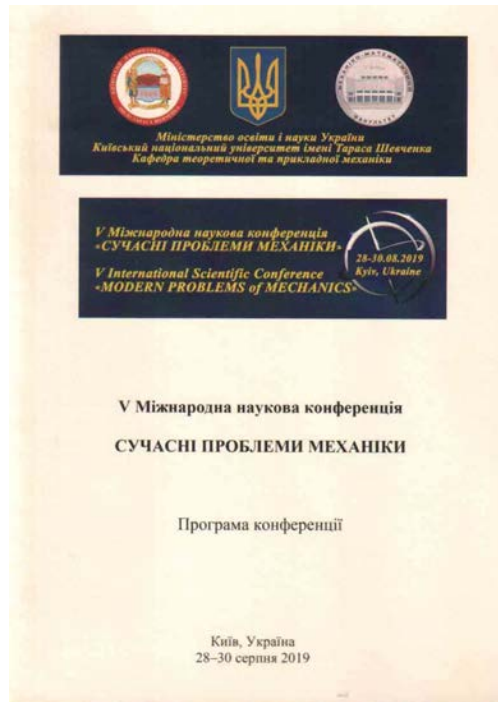 Міністерство освіти і науки України
Київський національний університет імені Тараса Шевченка
Кафедра теоретичної та прикладної механіки
V Міжнародна наукова конференція
«СУЧАСНІ ПРОБЛЕМИ МЕХАНІКИ»
V International Scientific Conference
«MODERN PROBLEMS of MECHANICS»
28-30.08.2019
Kyiv, Ukraine
V Міжнародна наукова конференція
СУЧАСНІ ПРОБЛЕМИ МЕХАНІКИ
Програма конференції
Київ, Україна
28–30 серпня 2019